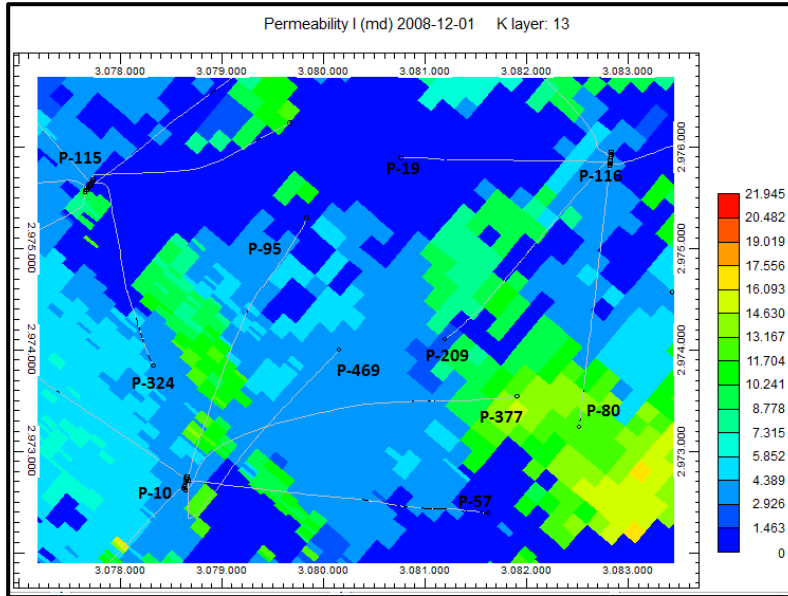 Permeability I (md) 2008-12-01 K layer: 13
3.078.000 3.079.000 3.080.000 3.081.000 3.082.000 3.083.000
P-115
P-19
P-116
2.976.000
21.945
20.482
19.019
17.556
16.093
14.630
13.167
11.704
10.241
8.778
7.315
5.852
4.389
2.926
1.463
0
2.975.000
P-95
2.975.000
2.974.000
P-324
P-469
P-209
2.974.000
P-377
P-80
2.973.000
P-10
P-57
2.973.000
3.078.000 3.079.000 3.080.000 3.081.000 3.082.000 3.083.000